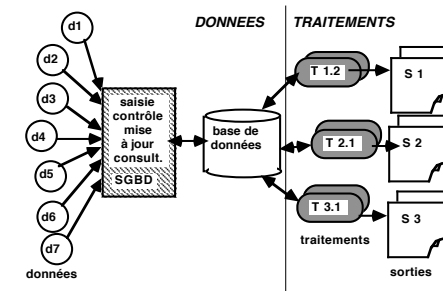 DONNEES
TRAITEMENTS
d1
d2
d3
d4
d5
d6
d7
données
saisie
contrôle
mise
à jour
consult.
SGBD
base de
données
T 1.2
T 2.1
T 3.1
traitements
S 1
S 2
S 3
sorties